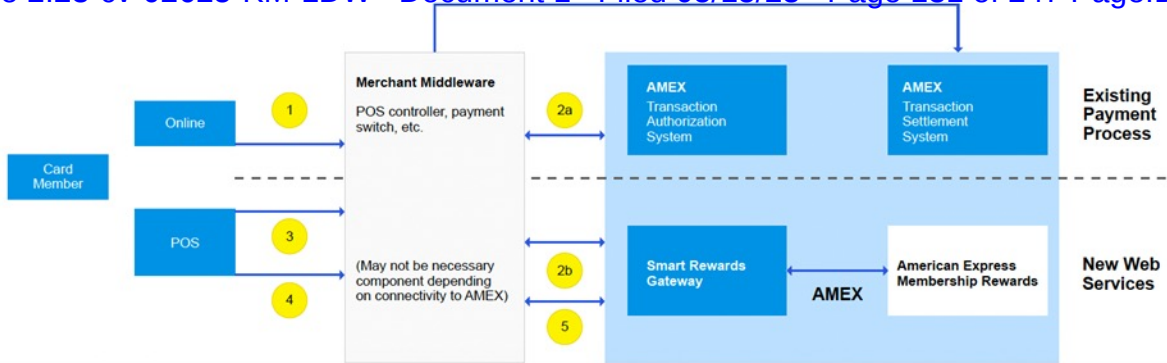 Online
Card
Member
POS
1
3
4
Merchant Middleware
POS controller, payment
switch, etc.
(May not be necessary
component depending
on connectivity to AMEX)
2a
2b
5
AMEX
Transaction
Authorization
System
AMEX
Transaction
Settlement
System
Smart Rewards
Gateway
AMEX
American Express
Membership Rewards
Existing
Payment
Process
New Web
Services